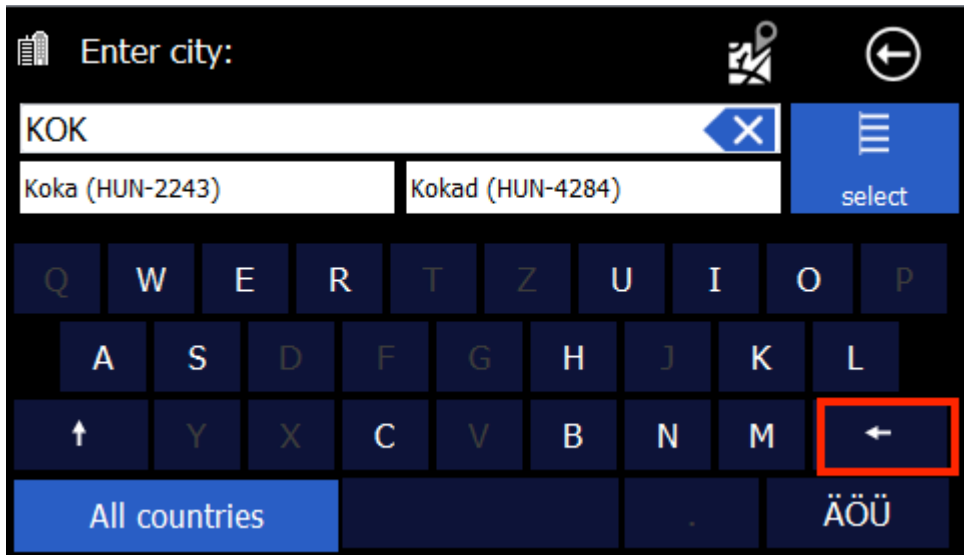 Enter city:
KOK
Koka (HUN-2243) Kokad (HUN-4284) select
Q W E R T Z U I O P
A S D F G H J K L
Y X C V B N M
All countries . ÄÖÜ